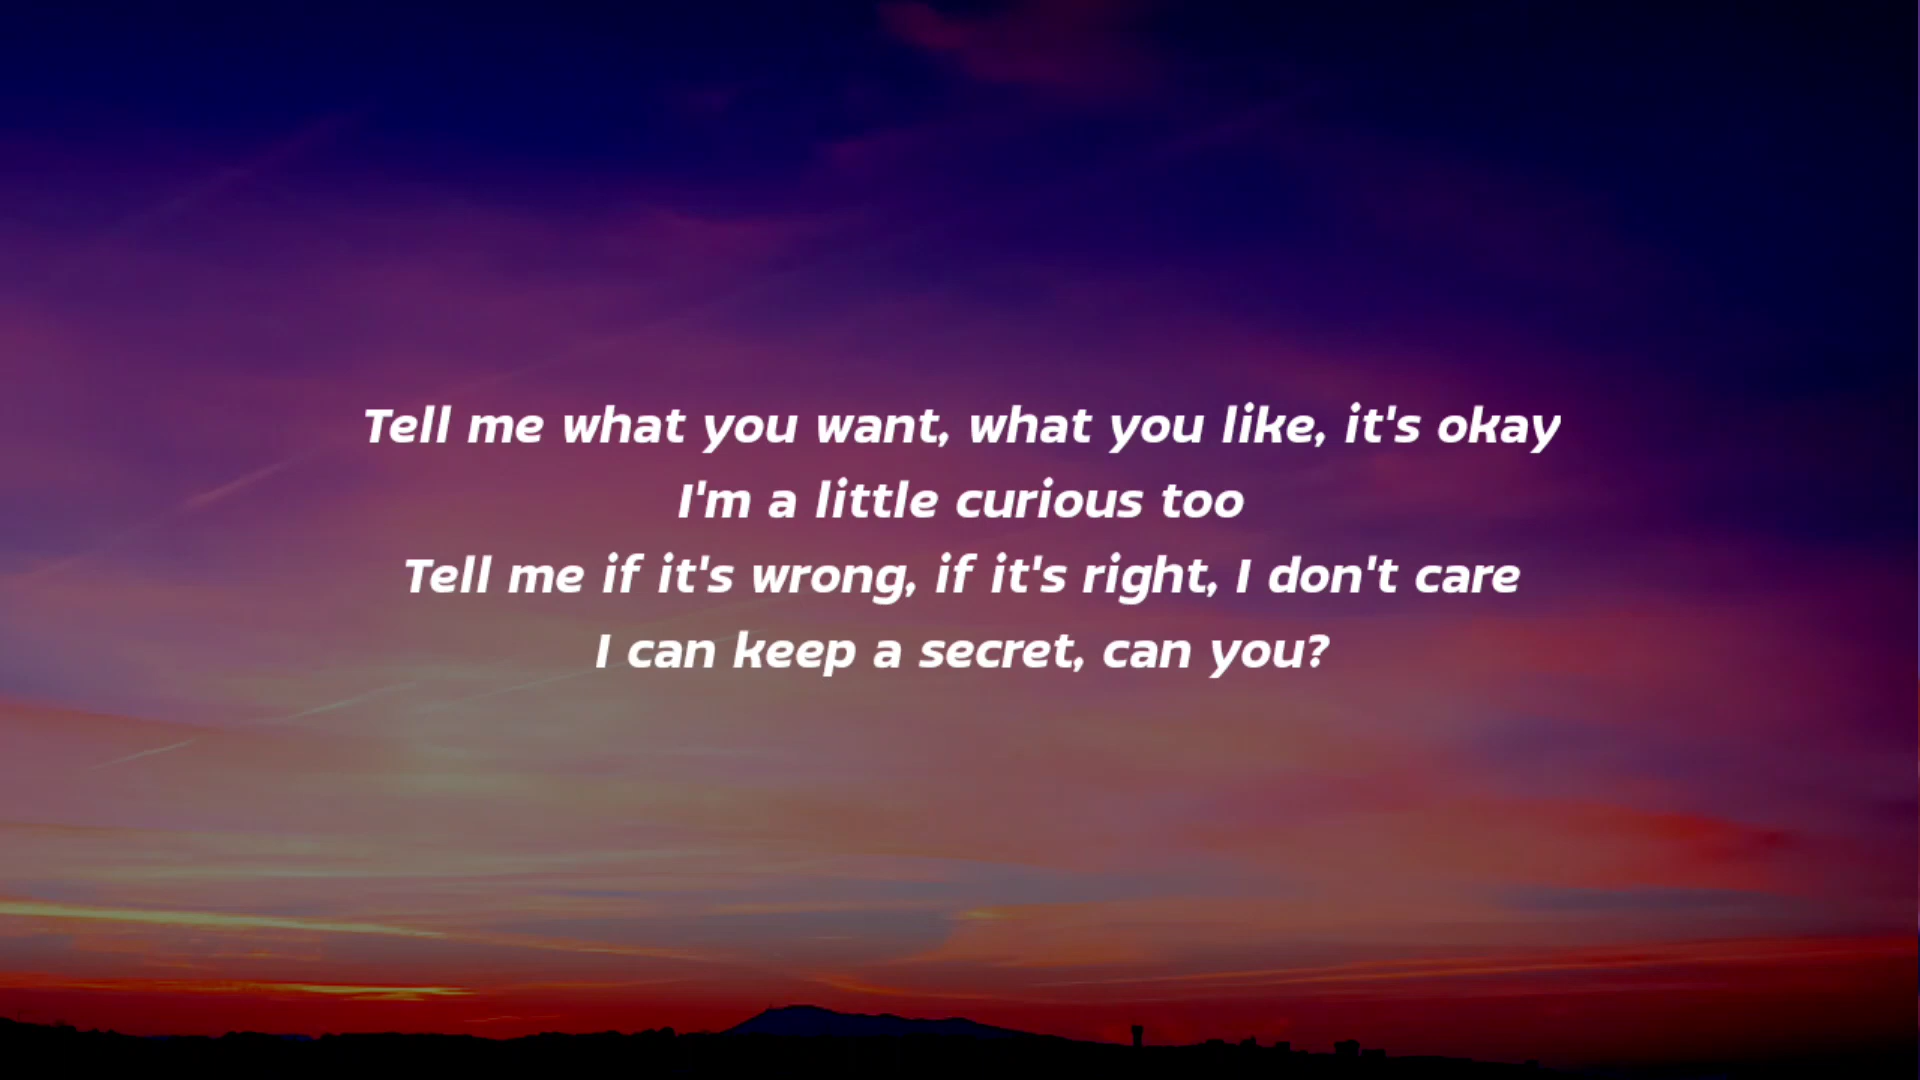 Tell me what you want, what you like, it's okay
I'm a little curious too
Tell me if it's wrong, if it's right, I don't care
I can keep a secret, can you?